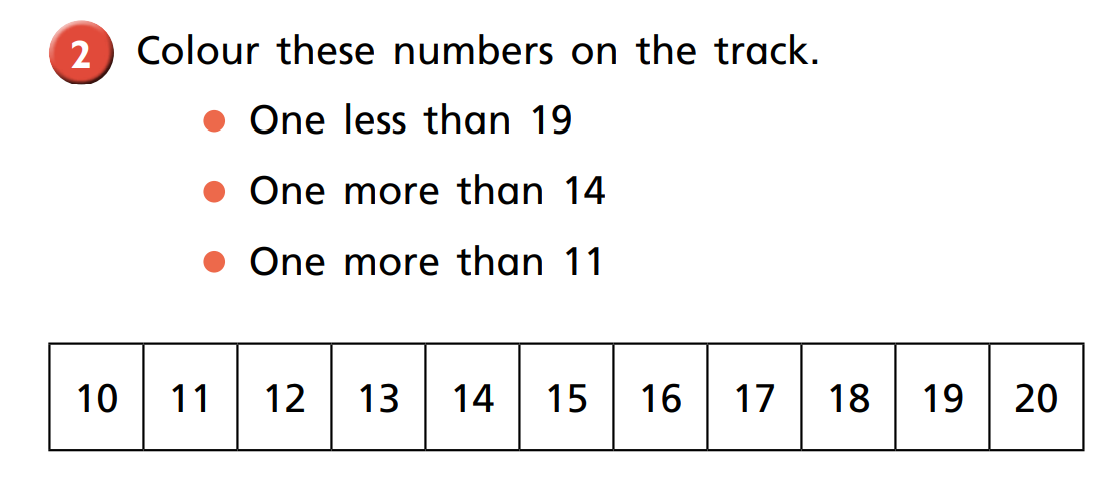 2 Colour these numbers on the track.
● One less than 19
● One more than 14
● One more than 11
10 11 12 13 14 15 16 17 18 19 20